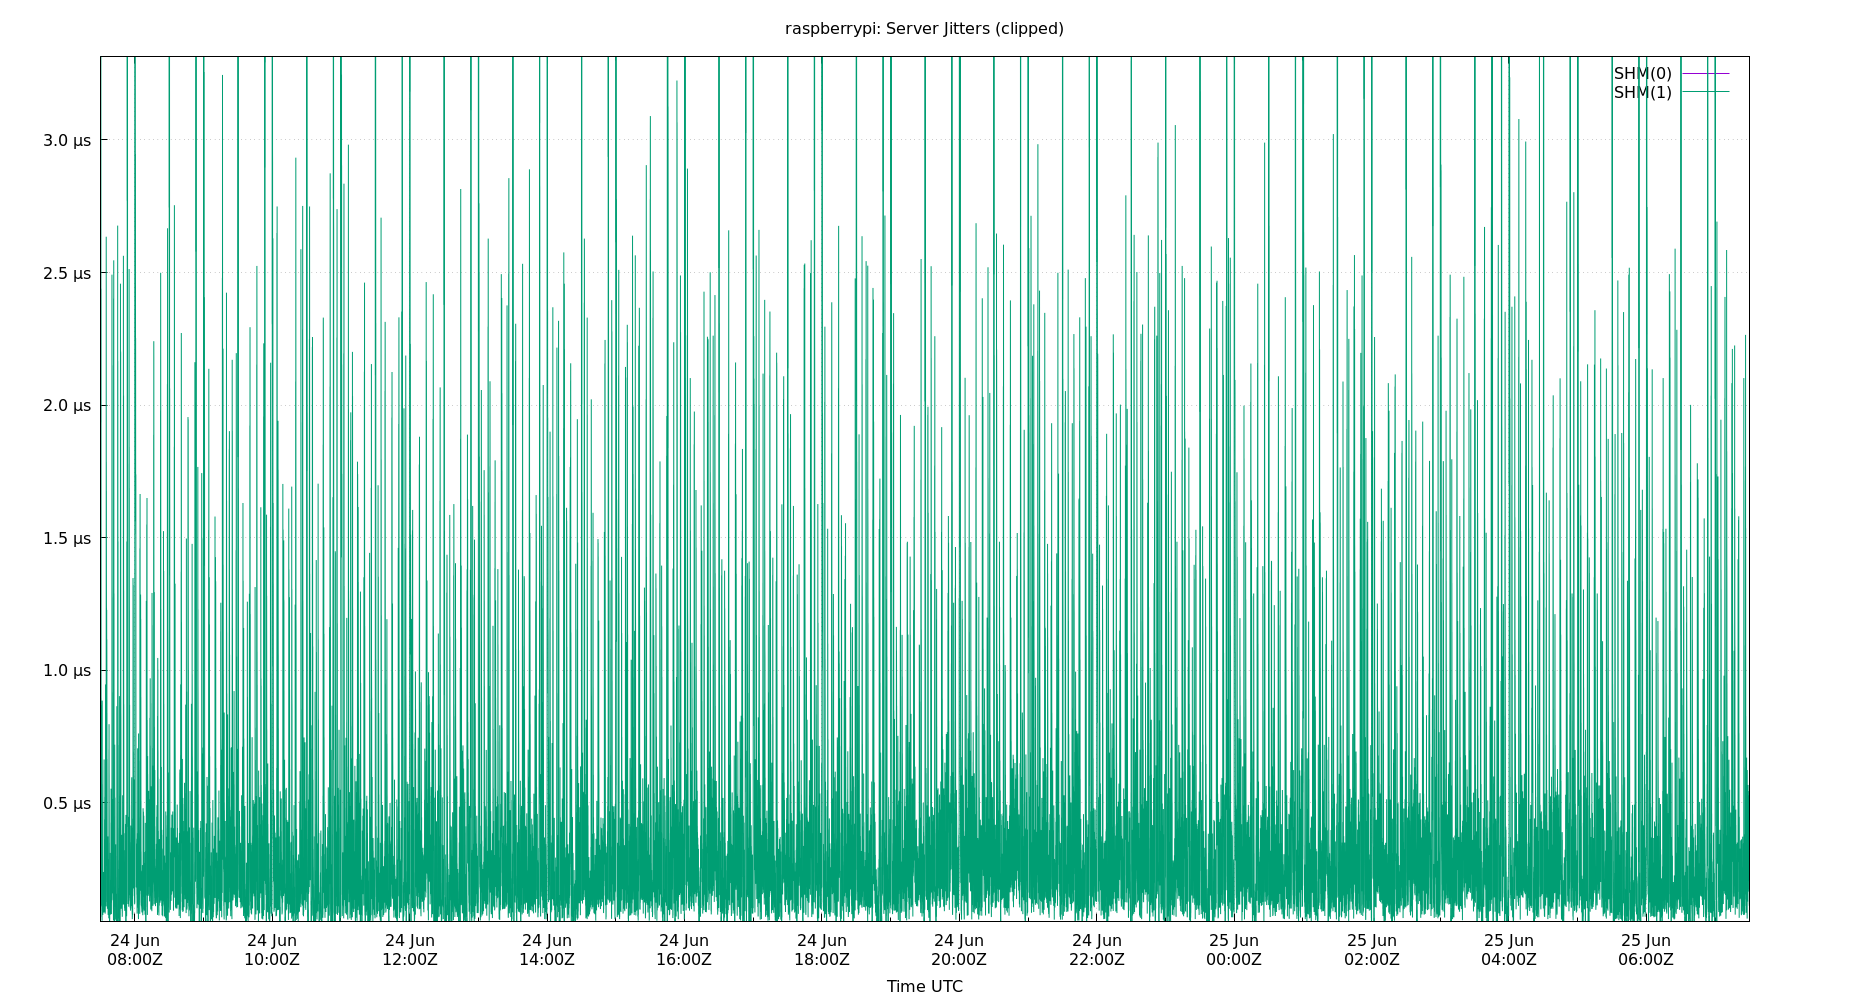 raspberrypi: Server Jitters (clipped)
SHM(0)
SHM(1)
3.0 µs
2.5 µs
2.0 µs
1.5 µs
1.0 µs
0.5 µs
24 Jun 24 Jun 24 Jun 24 Jun 24 Jun 24 Jun 24 Jun 24 Jun 25 Jun 25 Jun 25 Jun 25 Jun
08:00Z 10:00Z 12:00Z 14:00Z 16:00Z 18:00Z 20:00Z 22:00Z 00:00Z 02:00Z 04:00Z 06:00Z
Time UTC